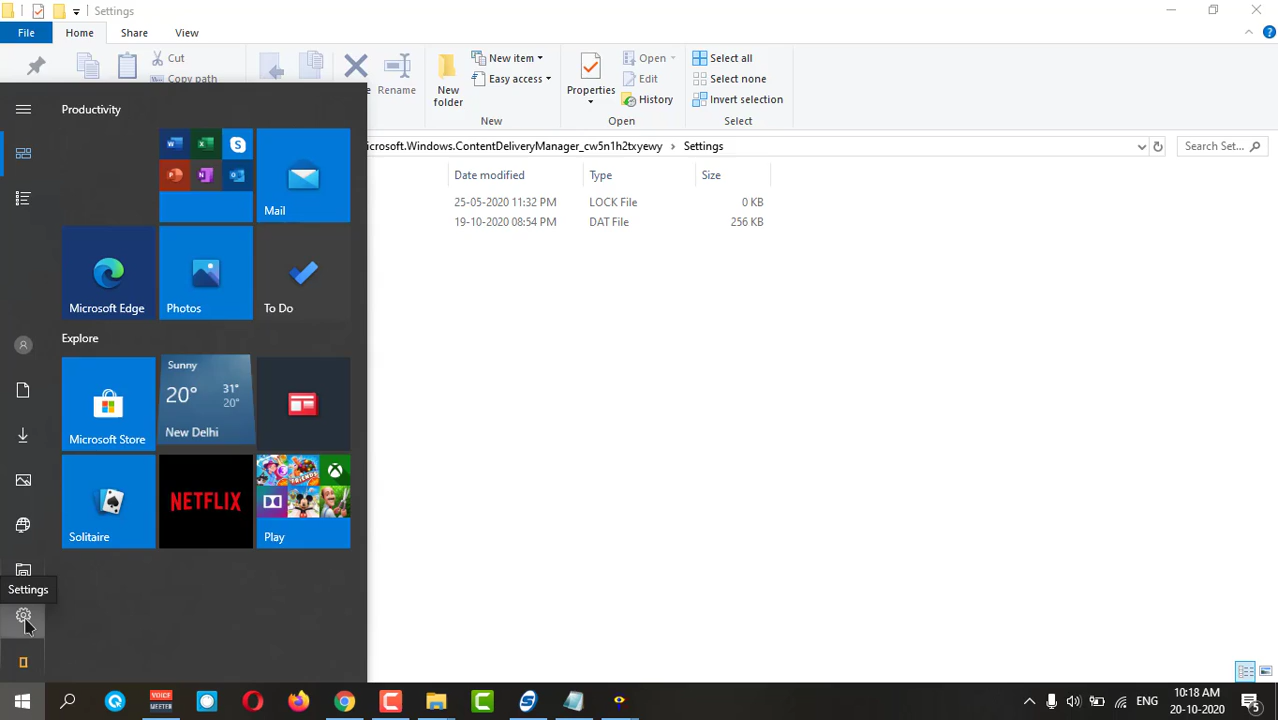 Settings
File
Home
Share
View
Cut
Copy path
Rename
New folder
New item
Easy access
New
Properties
Open
Edit
History
Open
Select all
Select none
Invert selection
Select
icrosoft.Windows.ContentDeliveryManager_cw5n1h2txyewy
Settings
Search Set...
Date modified
Type
Size
25-05-2020 11:32 PM
LOCK File
0 KB
19-10-2020 08:54 PM
DAT File
256 KB
Productivity
Mail
Microsoft Edge
Photos
To Do
Explore
Microsoft Store
Sunny
20°
31°
20°
New Delhi
Solitaire
NETFLIX
Play
Settings
VOICE
MEETER
ENG
10:18 AM
20-10-2020
5